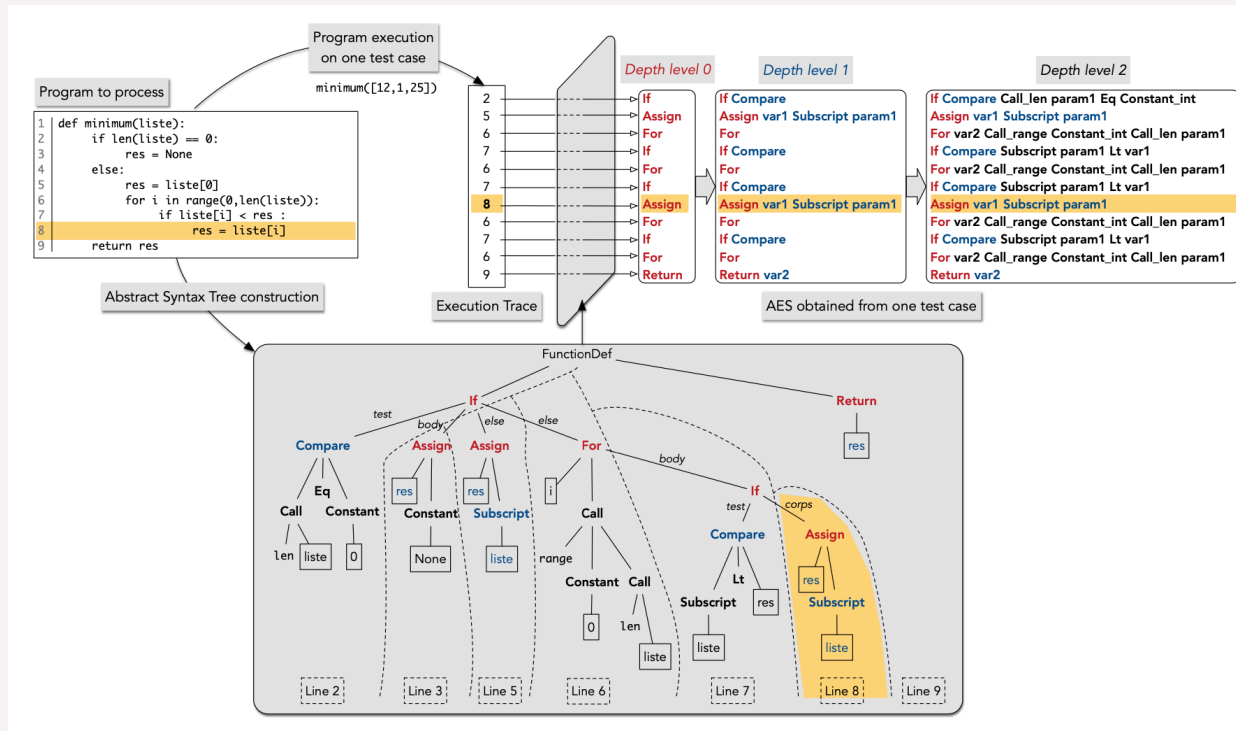 Program execution
on one test case
minimum([12,1,25])
Program to process
1 def minimum(liste):
2 if len(liste) == 0:
3 res = None
4 else:
5 res = liste[0]
6 for i in range(0,len(liste)):
7 if liste[i] < res :
8 res = liste[i]
9 return res
Abstract Syntax Tree construction
2
5
6
7
6
7
8
6
7
6
9
Execution Trace
Depth level 0
If
Assign
For
If
For
If
Assign
For
If
For
Return
Depth level 1
If Compare
Assign var1 Subscript param1
For
If Compare
For
If Compare
Assign var1 Subscript param1
For
If Compare
For
Return var2
Depth level 2
If Compare Call_len param1 Eq Constant_int
Assign var1 Subscript param1
For var2 Call_range Constant_int Call_len param1
If Compare Subscript param1 Lt var1
For var2 Call_range Constant_int Call_len param1
If Compare Subscript param1 Lt var1
Assign var1 Subscript param1
For var2 Call_range Constant_int Call_len param1
If Compare Subscript param1 Lt var1
For var2 Call_range Constant_int Call_len param1
Return var2
AES obtained from one test case
FunctionDef
If
Return
test
body
else
else
res
Compare
Assign
Assign
For
body
Eq
res
res
i
If
Call
Constant
Constant
Subscript
Call
test
corps
len
liste
0
None
liste
range
Compare
Assign
Constant
Call
Lt
res
Subscript
res
Subscript
0
len
liste
liste
liste
Line 2
Line 3
Line 5
Line 6
Line 7
Line 8
Line 9